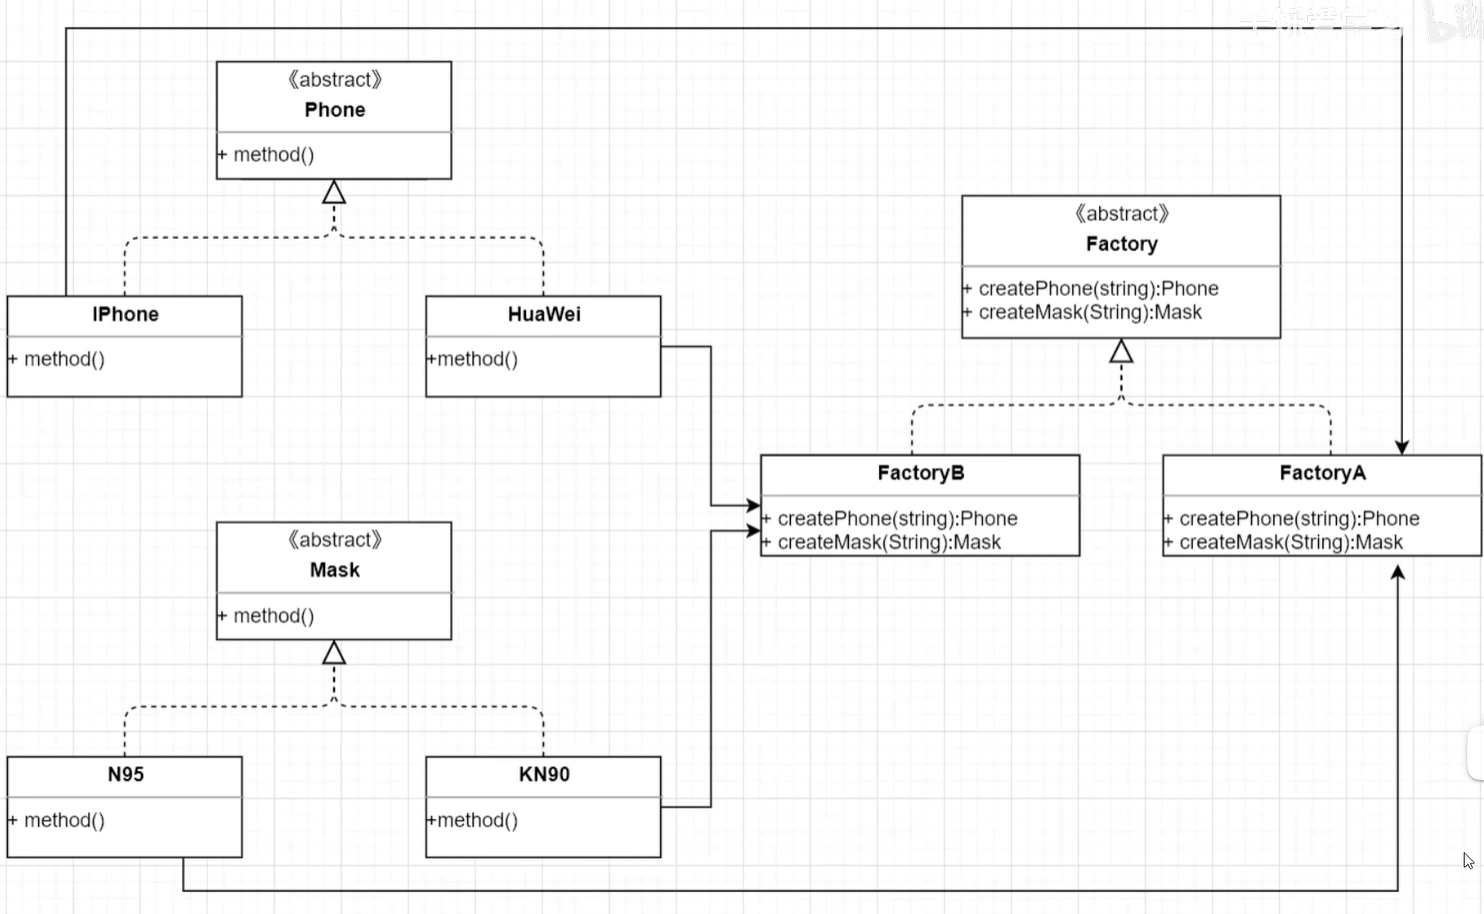 《abstract》
Phone
+ method()
IPhone
+ method()
HuaWei
+method()
《abstract》
Factory
+ createPhone(string):Phone
+ createMask(String):Mask
FactoryB
+ createPhone(string):Phone
+ createMask(String):Mask
FactoryA
+ createPhone(string):Phone
+ createMask(String):Mask
《abstract》
Mask
+ method()
N95
+ method()
KN90
+method()